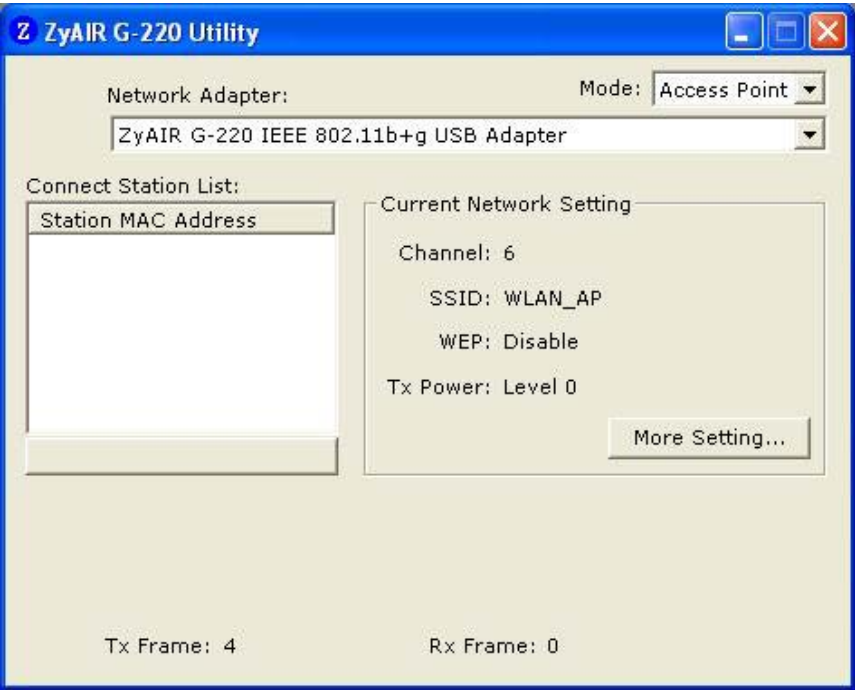 Z ZyAIR G-220 Utility
Mode: Access Point
Network Adapter:
ZyAIR G-220 IEEE 802.11b+g USB Adapter
Connect Station List:
Station MAC Address
Current Network Setting
Channel: 6
SSID: WLAN_AP
WEP: Disable
Tx Power: Level 0
More Setting...
Tx Frame: 4
Rx Frame: 0